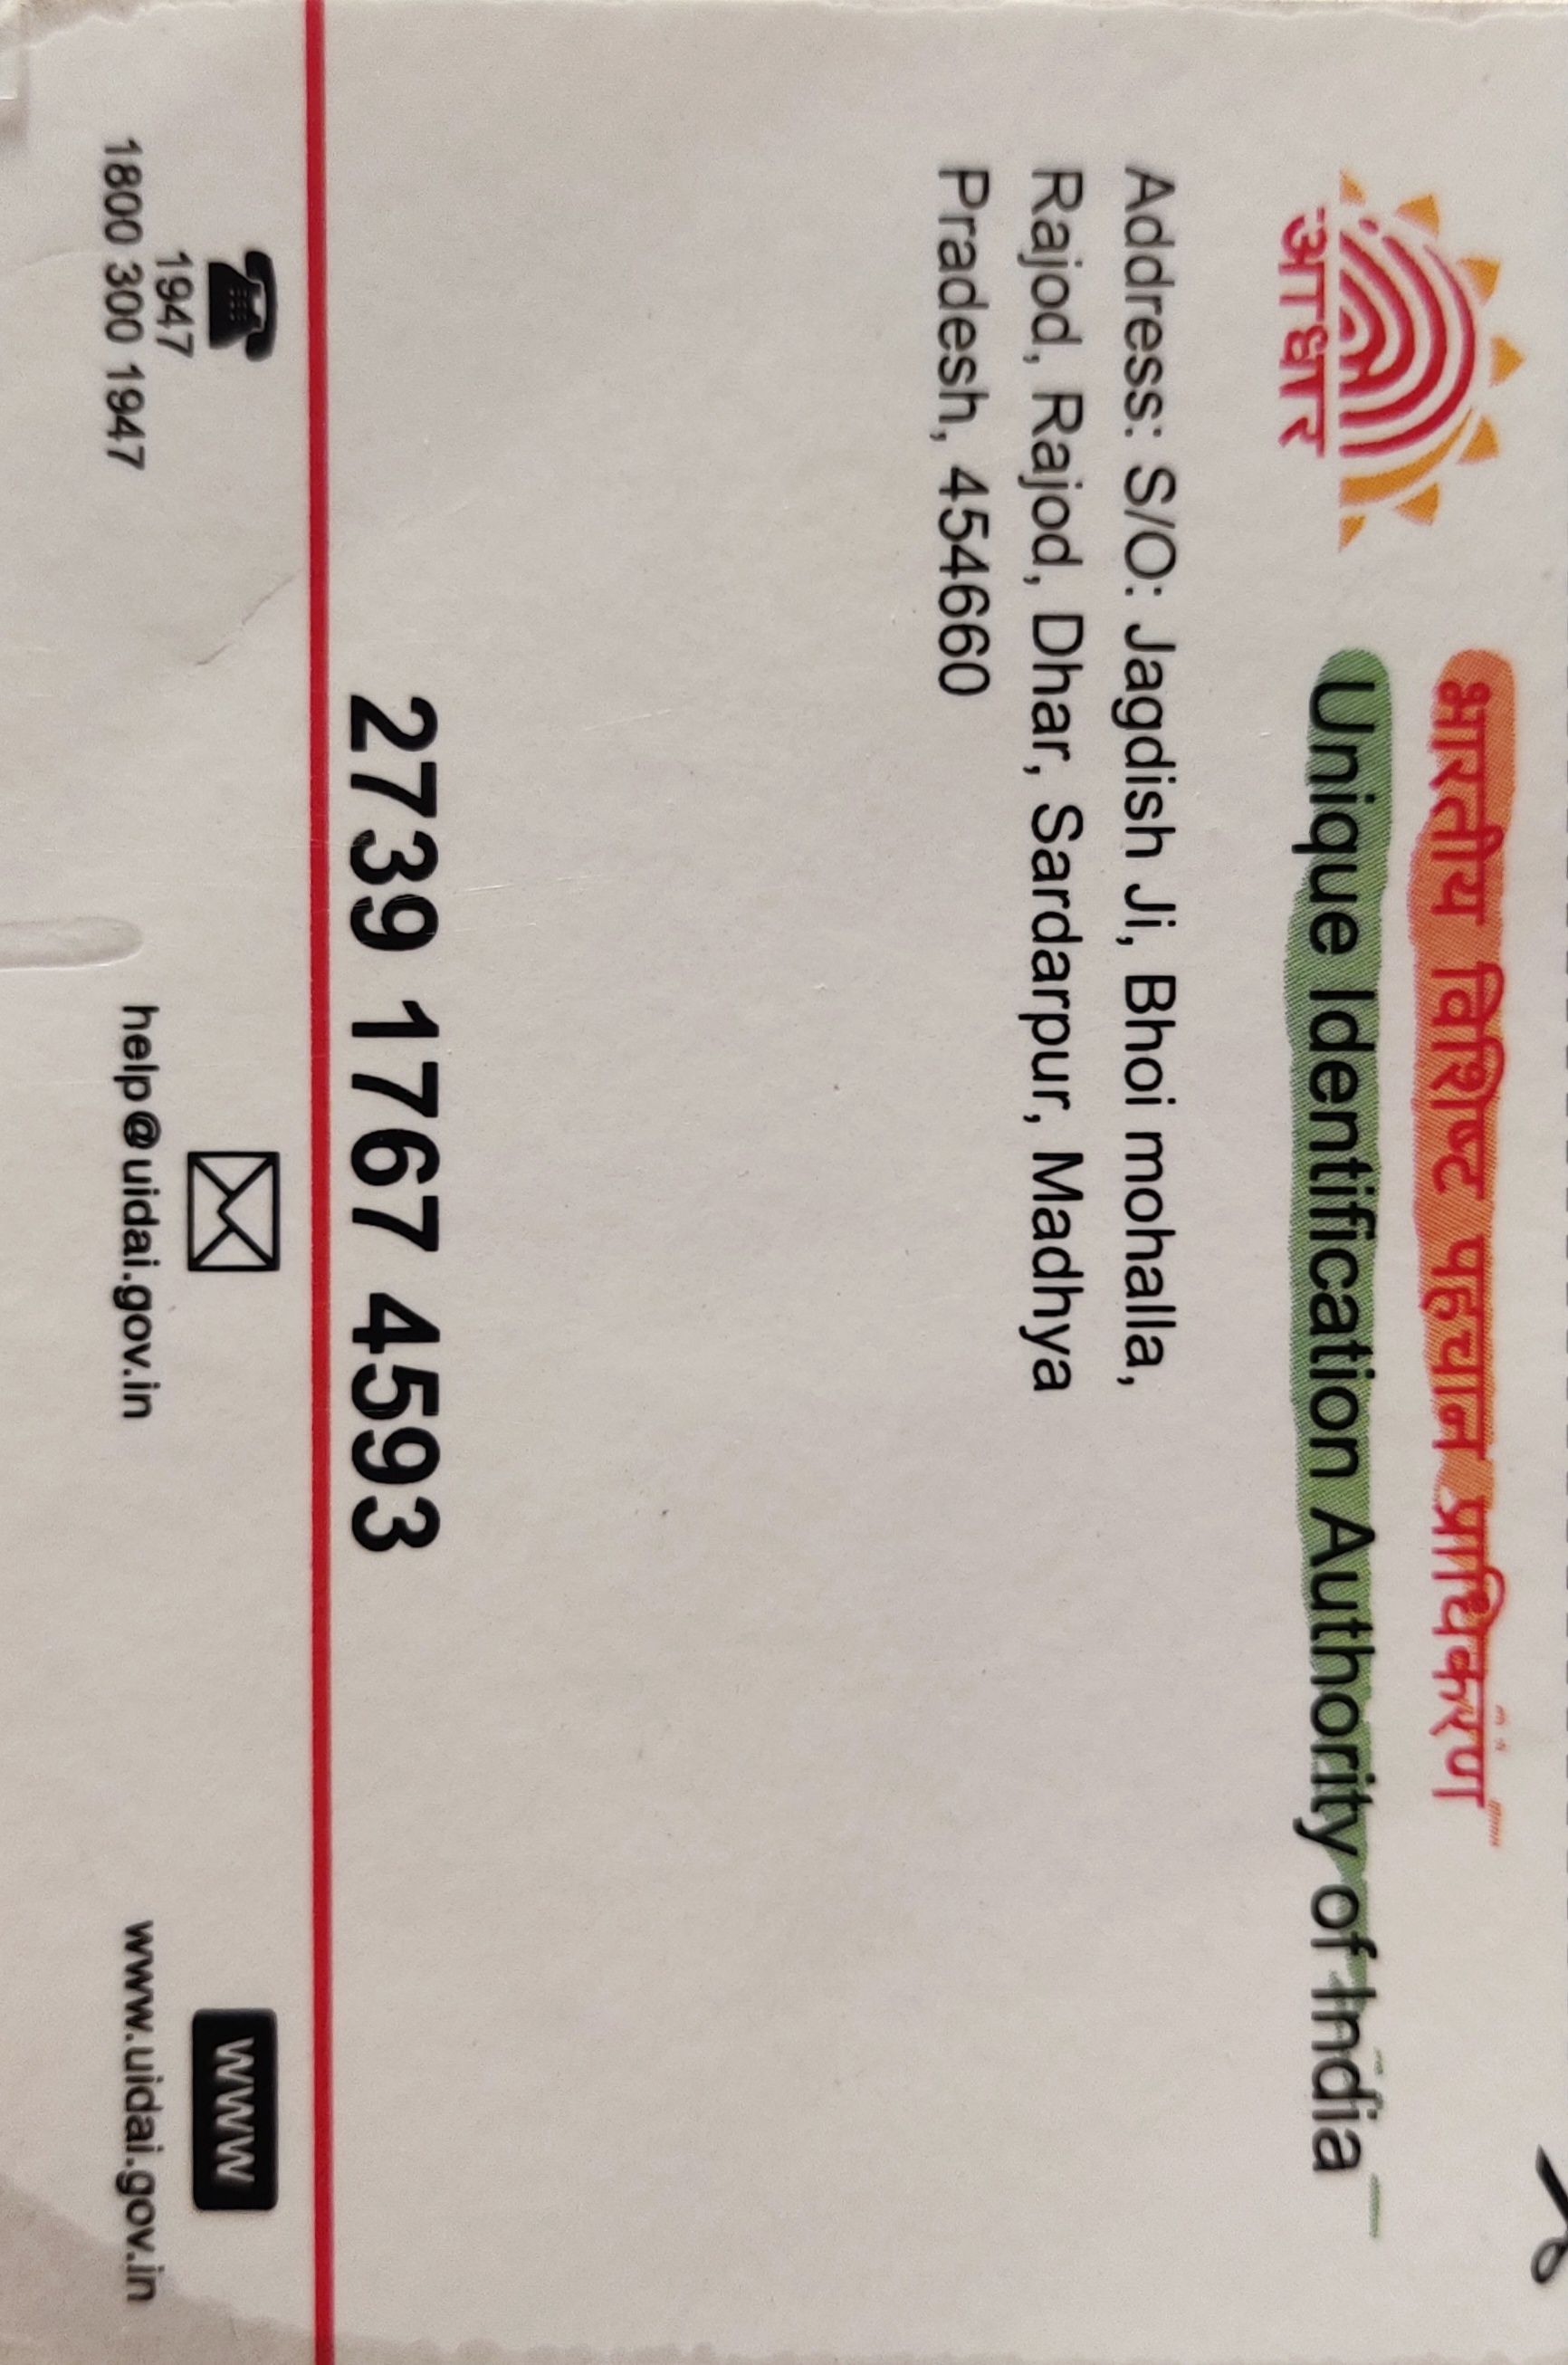 भारतीय विशिष्ट पहचान प्राधिकरण
Unique Identification Authority of India
आधार
Address: S/O: Jagdish Ji, Bhoi mohalla,
Rajod, Rajod, Dhar, Sardarpur, Madhya
Pradesh, 454660
2739 1767 4593
1947
1800 300 1947
help@uidai.gov.in
www
www.uidai.gov.in